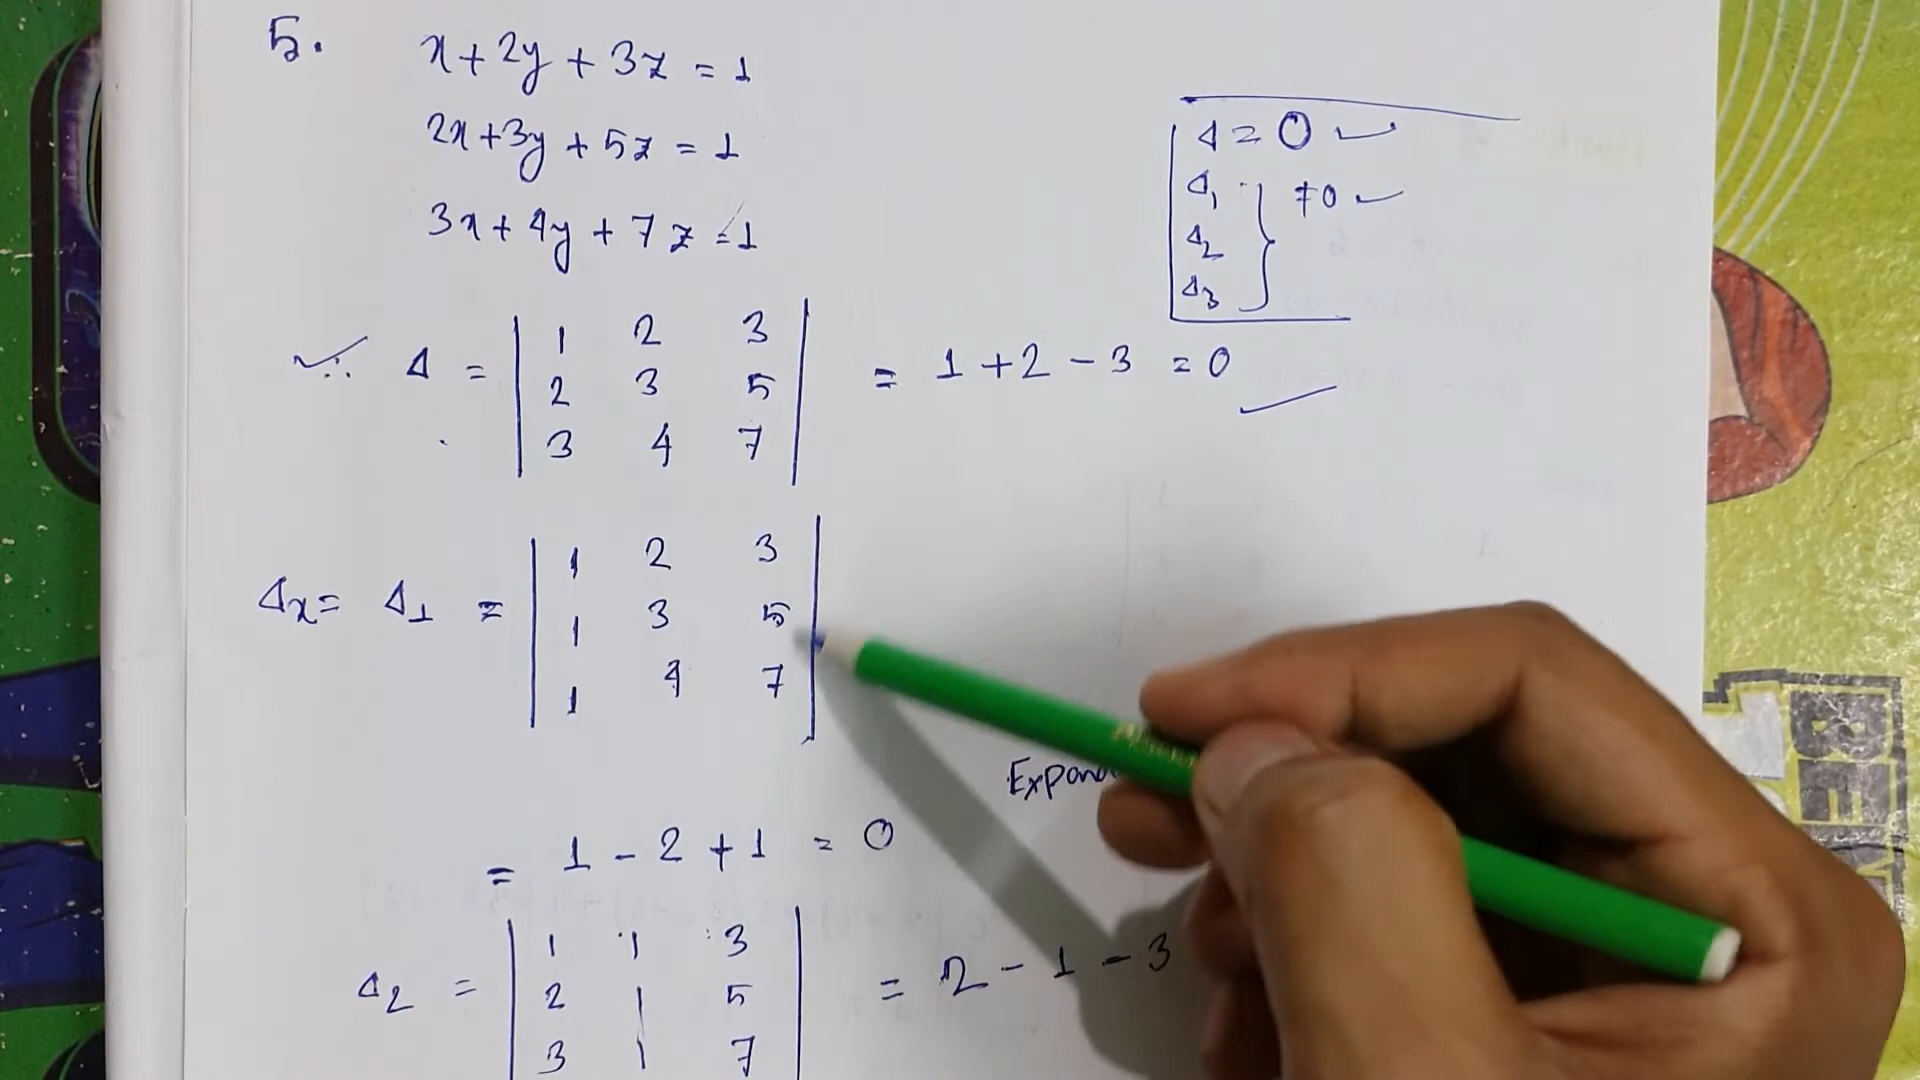 5.
x + 2y + 3z = 1
2x + 3y + 5z = 1
3x + 4y + 7z = 1
Δ = 0
Δ1
Δ2
Δ3
≠ 0
∴ Δ = | 1 2 3 | = 1 + 2 - 3 = 0
2 3 5
3 4 7
Δx = Δ1 = | 1 2 3 |
1 3 5
1 4 7
= 1 - 2 + 1 = 0
Δ2 = | 1 1 3 | = 2 - 1 - 3
2 1 5
3 1 7